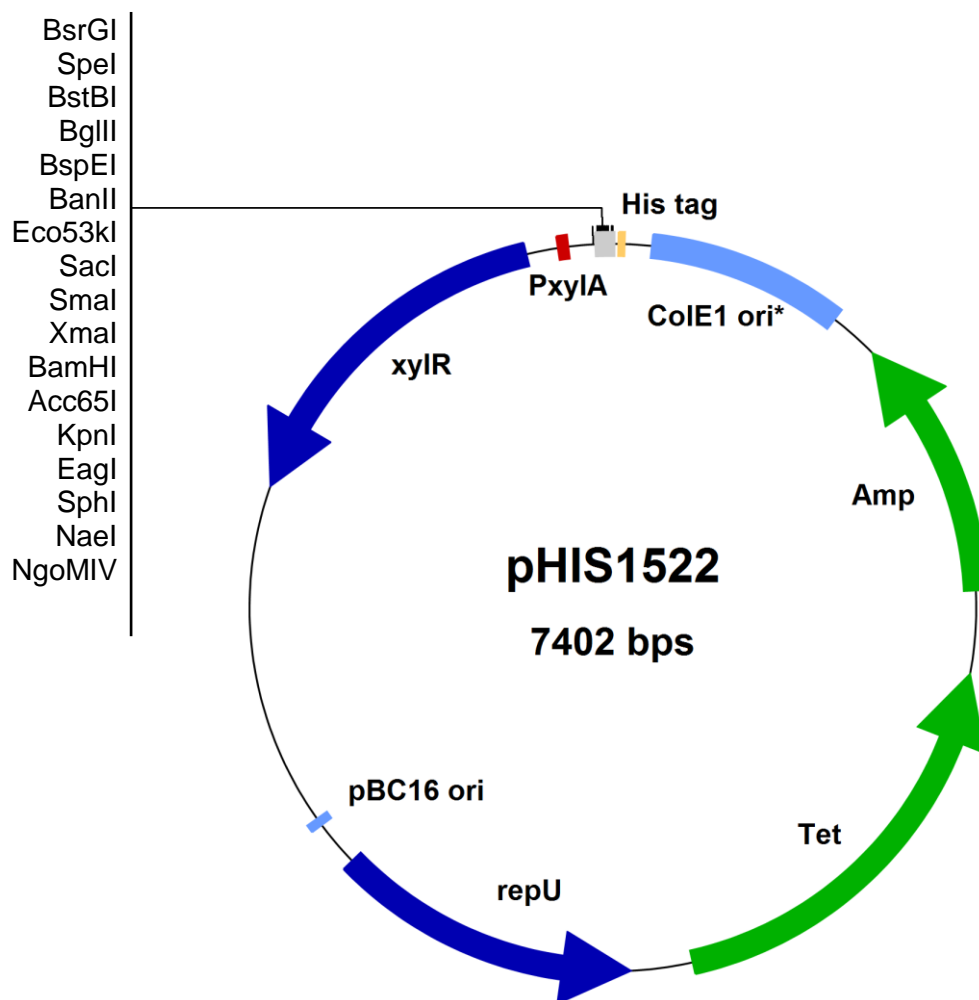 BsrGI
SpeI
BstBI
BglII
BspEI
BanII
Eco53kI
SacI
SmaI
XmaI
BamHI
Acc65I
KpnI
EagI
SphI
NaeI
NgoMIV
His tag
PxylA
ColE1 ori*
xylR
Amp
pHIS1522
7402 bps
pBC16 ori
Tet
repU